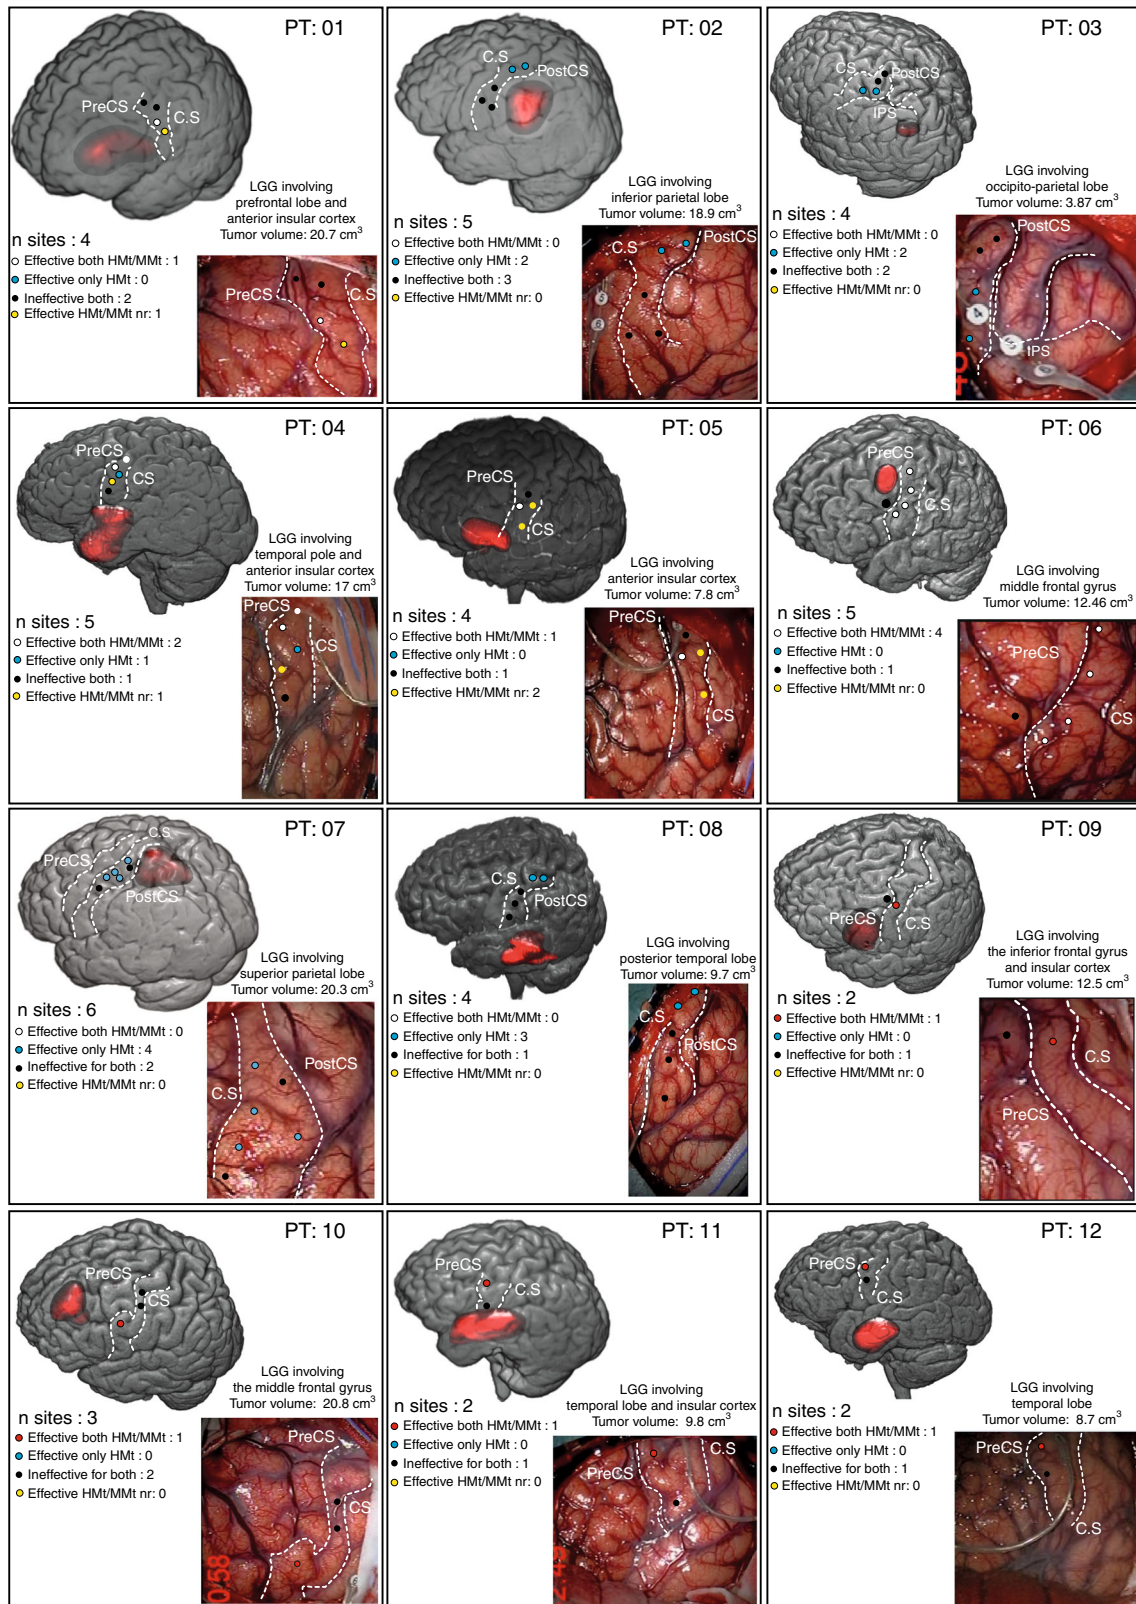 PT: 01
PreCS
C.S
LGG involving
prefrontal lobe and
anterior insular cortex
Tumor volume: 20.7 cm³
n sites : 4
Effective both HMt/MMt : 1
Effective only HMt : 0
Ineffective both : 2
Effective HMt/MMt nr: 1
PreCS
C.S
PT: 02
C.S
PostCS
LGG involving
inferior parietal lobe
Tumor volume: 18.9 cm³
n sites : 5
Effective both HMt/MMt : 0
Effective only HMt : 2
Ineffective both : 3
Effective HMt/MMt nr: 0
C.S
PostCS
5
6
PT: 03
CS
PostCS
IPS
LGG involving
occipito-parietal lobe
Tumor volume: 3.87 cm³
n sites : 4
Effective both HMt/MMt : 0
Effective only HMt : 2
Ineffective both : 2
Effective HMt/MMt nr: 0
PostCS
4
IPS
PT: 04
PreCS
CS
LGG involving
temporal pole and
anterior insular cortex
Tumor volume: 17 cm³
n sites : 5
Effective both HMt/MMt : 2
Effective only HMt : 1
Ineffective both : 1
Effective HMt/MMt nr: 1
PreCS
CS
PT: 05
PreCS
CS
LGG involving
anterior insular cortex
Tumor volume: 7.8 cm³
n sites : 4
Effective both HMt/MMt : 1
Effective only HMt : 0
Ineffective both : 1
Effective HMt/MMt nr: 2
PreCS
CS
PT: 06
PreCS
C.S
LGG involving
middle frontal gyrus
Tumor volume: 12.46 cm³
n sites : 5
Effective both HMt/MMt : 4
Effective HMt : 0
Ineffective both : 1
Effective HMt/MMt nr: 0
PreCS
CS
PT: 07
C.S
PreCS
PostCS
LGG involving
superior parietal lobe
Tumor volume: 20.3 cm³
n sites : 6
Effective both HMt/MMt : 0
Effective only HMt : 4
Ineffective for both : 2
Effective HMt/MMt nr: 0
PostCS
C.S
PT: 08
C.S
PostCS
LGG involving
posterior temporal lobe
Tumor volume: 9.7 cm³
n sites : 4
Effective both HMt/MMt : 0
Effective only HMt : 3
Ineffective for both : 1
Effective HMt/MMt nr: 0
C.S
PostCS
PT: 09
PreCS
C.S
LGG involving
the inferior frontal gyrus
and insular cortex
Tumor volume: 12.5 cm³
n sites : 2
Effective both HMt/MMt : 1
Effective only HMt : 0
Ineffective for both : 1
Effective HMt/MMt nr: 0
C.S
PreCS
PT: 10
PreCS
CS
LGG involving
the middle frontal gyrus
Tumor volume: 20.8 cm³
n sites : 3
Effective both HMt/MMt : 1
Effective only HMt : 0
Ineffective for both : 2
Effective HMt/MMt nr: 0
PreCS
CS
0:58
PT: 11
PreCS
C.S
LGG involving
temporal lobe and insular cortex
Tumor volume: 9.8 cm³
n sites : 2
Effective both HMt/MMt : 1
Effective only HMt : 0
Ineffective for both : 1
Effective HMt/MMt nr: 0
C.S
PreCS
PT: 12
PreCS
C.S
LGG involving
temporal lobe
Tumor volume: 8.7 cm³
n sites : 2
Effective both HMt/MMt : 1
Effective only HMt : 0
Ineffective for both : 1
Effective HMt/MMt nr: 0
PreCS
C.S